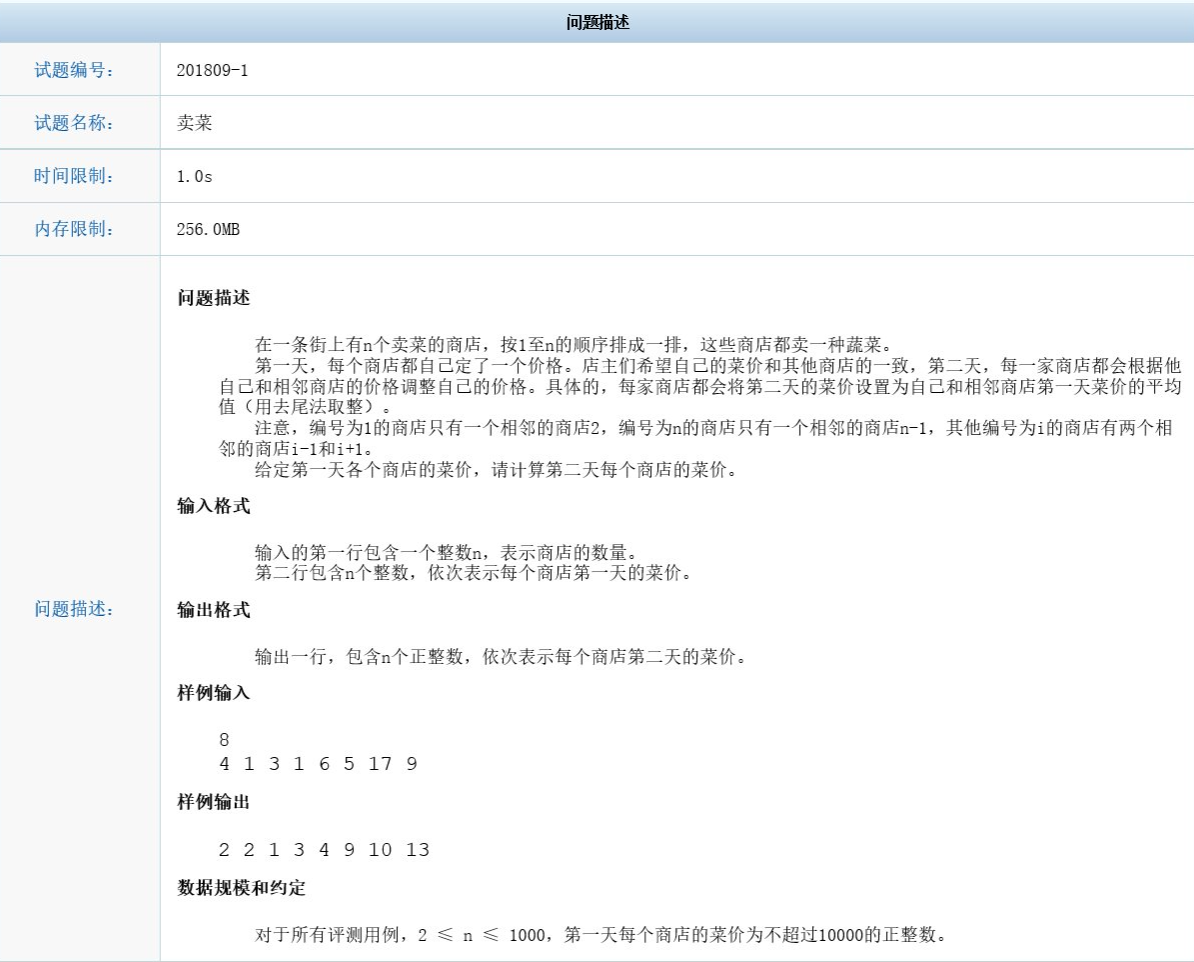 问题描述
试题编号： 201809-1
试题名称： 卖菜
时间限制： 1.0s
内存限制： 256.0MB
问题描述：
问题描述
在一条街上有n个卖菜的商店，按1至n的顺序排成一排，这些商店都卖一种蔬菜。
第一天，每个商店都自己定了一个价格。店主们希望自己的菜价和其他商店的一致，第二天，每一家商店都会根据他
自己和相邻商店的价格调整自己的价格。具体的，每家商店都会将第二天的菜价设置为自己和相邻商店第一天菜价的平均
值（用去尾法取整）。
注意，编号为1的商店只有一个相邻的商店2，编号为n的商店只有一个相邻的商店n-1，其他编号为i的商店有两个相
邻的商店i-1和i+1。
给定第一天各个商店的菜价，请计算第二天每个商店的菜价。
输入格式
输入的第一行包含一个整数n，表示商店的数量。
第二行包含n个整数，依次表示每个商店第一天的菜价。
输出格式
输出一行，包含n个正整数，依次表示每个商店第二天的菜价。
样例输入
8
4 1 3 1 6 5 17 9
样例输出
2 2 1 3 4 9 10 13
数据规模和约定
对于所有评测用例，2 ≤ n ≤ 1000，第一天每个商店的菜价为不超过10000的正整数。